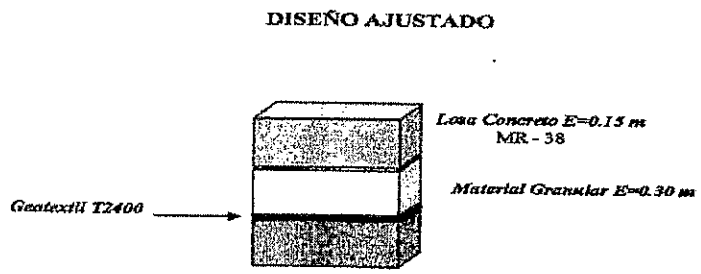 DISEÑO AJUSTADO
Losa Concreto E=0.15 m
MR - 38
Material Granular E=0.30 m
Geotextil T2400